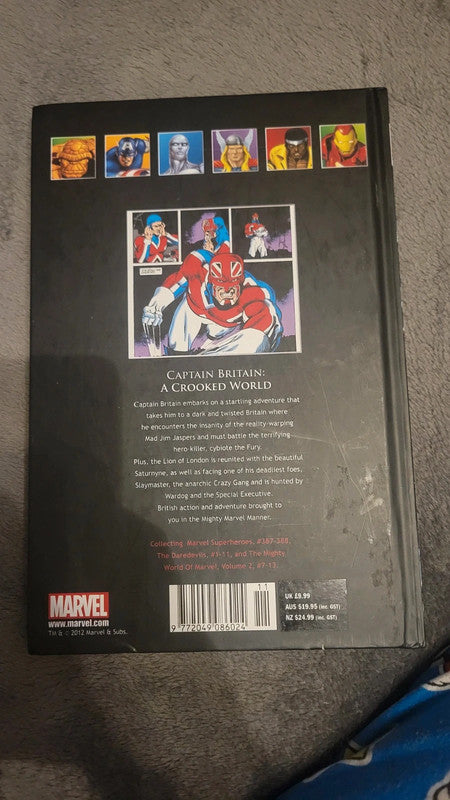 CAPTAIN BRITAIN:
A CROOKED WORLD
Captain Britain embarks on a startling adventure that
takes him to a dark and twisted Britain where
he encounters the insanity of the reality-warping
Mad Jim Jaspers and must battle the terrifying
hero-killer, cybiote the Fury.
Plus, the Lion of London is reunited with the beautiful
Saturnyne, as well as facing one of his deadliest foes,
Slaymaster, the anarchic Crazy Gang and is hunted by
Wardog and the Special Executive.
British action and adventure brought to
you in the Mighty Marvel Manner.
Collecting: Marvel Superheroes, #387-388,
The Daredevils, #1-11, and The Mighty
World Of Marvel, Volume 2, #7-13.
MARVEL
www.marvel.com
TM & © 2012 Marvel & Subs.
11
9 772049 086024
UK £9.99
AUS $19.95 (inc. GST)
NZ $24.99 (inc. GST)